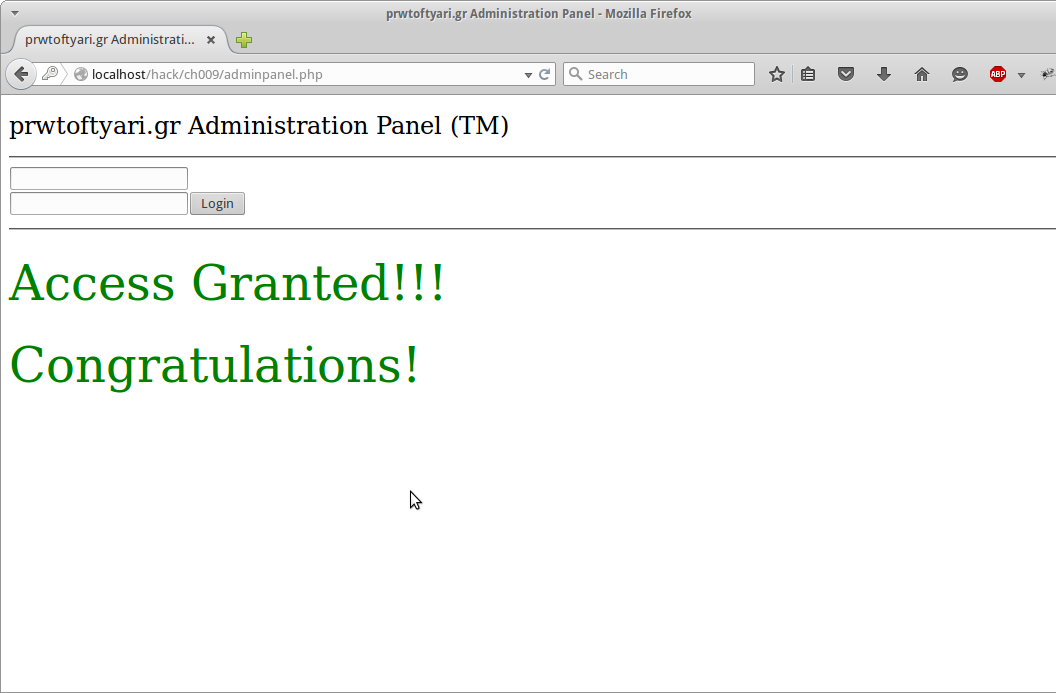 prwtoftyari.gr Administration Panel - Mozilla Firefox
prwtoftyari.gr Administrati...
localhost/hack/ch009/adminpanel.php
Search
ABP
prwtoftyari.gr Administration Panel (TM)
Login
Access Granted!!!
Congratulations!